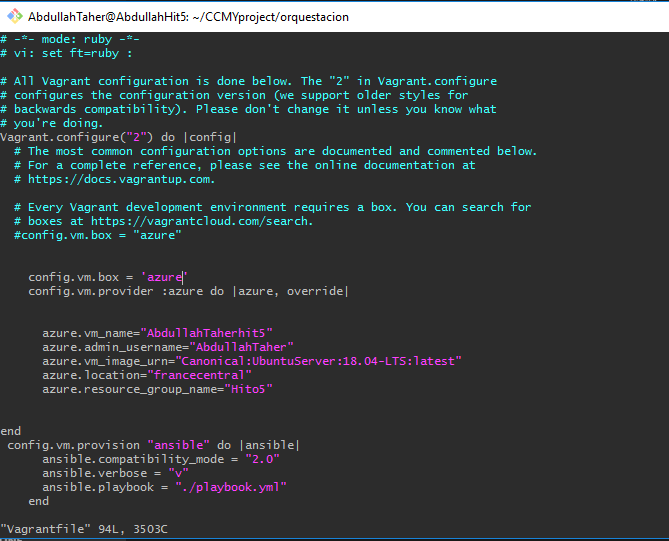 AbdullahTaher@AbdullahHit5: ~/CCMYproject/orquestacion
# -*- mode: ruby -*-
# vi: set ft=ruby :

# All Vagrant configuration is done below. The "2" in Vagrant.configure
# configures the configuration version (we support older styles for
# backwards compatibility). Please don't change it unless you know what
# you're doing.
Vagrant.configure("2") do |config|
  # The most common configuration options are documented and commented below.
  # For a complete reference, please see the online documentation at
  # https://docs.vagrantup.com.

  # Every Vagrant development environment requires a box. You can search for
  # boxes at https://vagrantcloud.com/search.
  #config.vm.box = "azure"

    config.vm.box = 'azure'
    config.vm.provider :azure do |azure, override|

      azure.vm_name="AbdullahTaherhit5"
      azure.admin_username="AbdullahTaher"
      azure.vm_image_urn="Canonical:UbuntuServer:18.04-LTS:latest"
      azure.location="francecentral"
      azure.resource_group_name="Hito5"

end
 config.vm.provision "ansible" do |ansible|
      ansible.compatibility_mode = "2.0"
      ansible.verbose = "v"
      ansible.playbook = "./playbook.yml"
    end

"Vagrantfile" 94L, 3503C